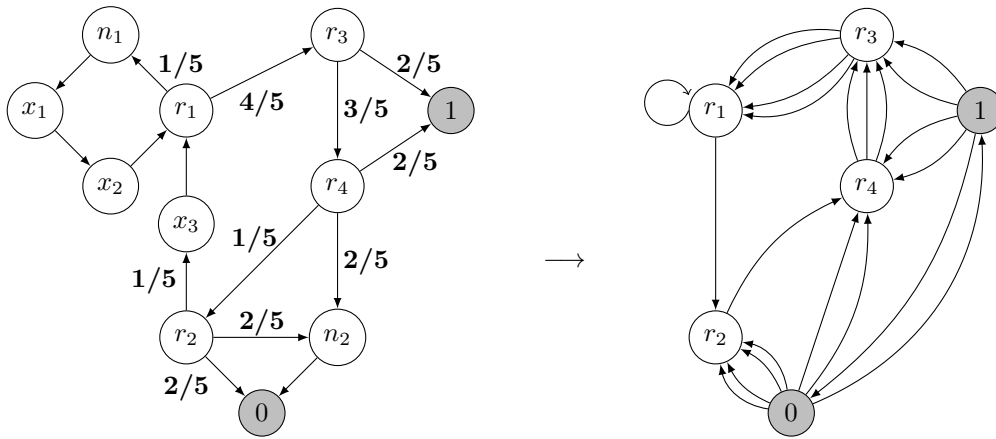 n₁
r₃
1/5
2/5
x₁
r₁
4/5
3/5
1
x₂
r₄
2/5
x₃
1/5
1/5
2/5
r₂
2/5
n₂
2/5
0
⟶
r₃
r₁
1
r₄
r₂
0